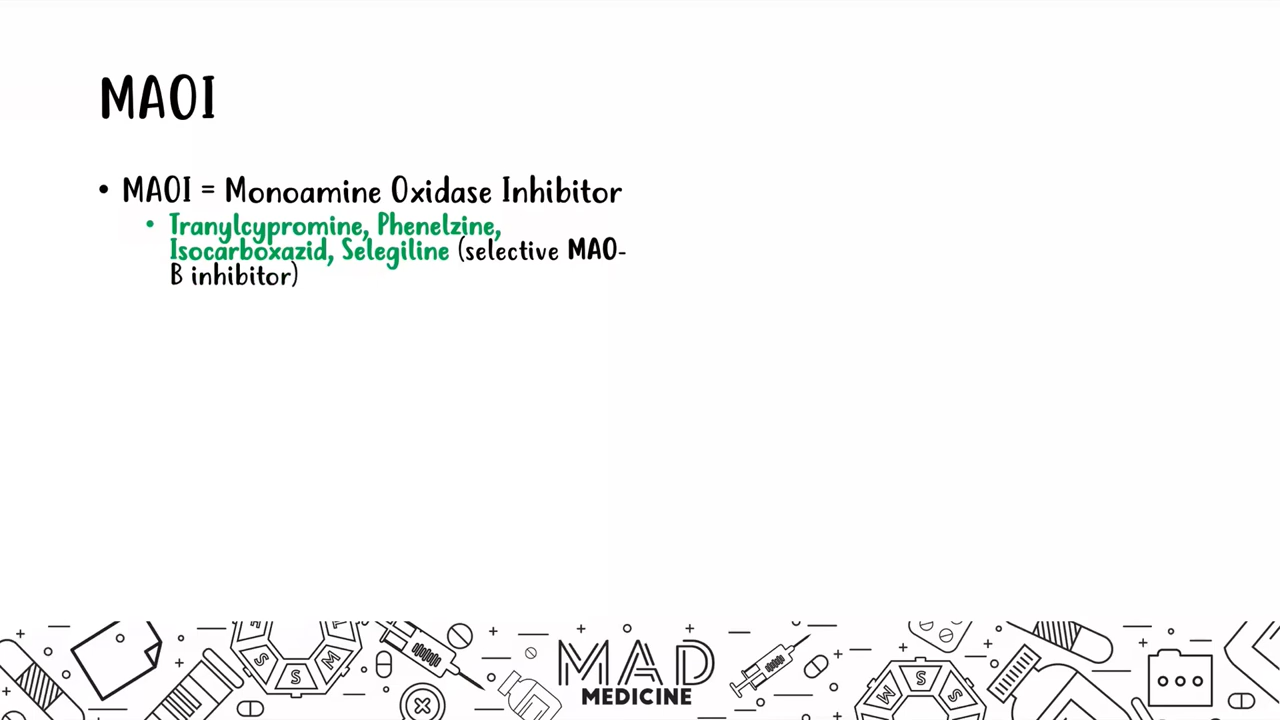 MAOI
• MAOI = Monoamine Oxidase Inhibitor
• Tranylcypromine, Phenelzine,
Isocarboxazid, Selegiline (selective MAO-
B inhibitor)
S
S
M
MAD
MEDICINE
M
S
S